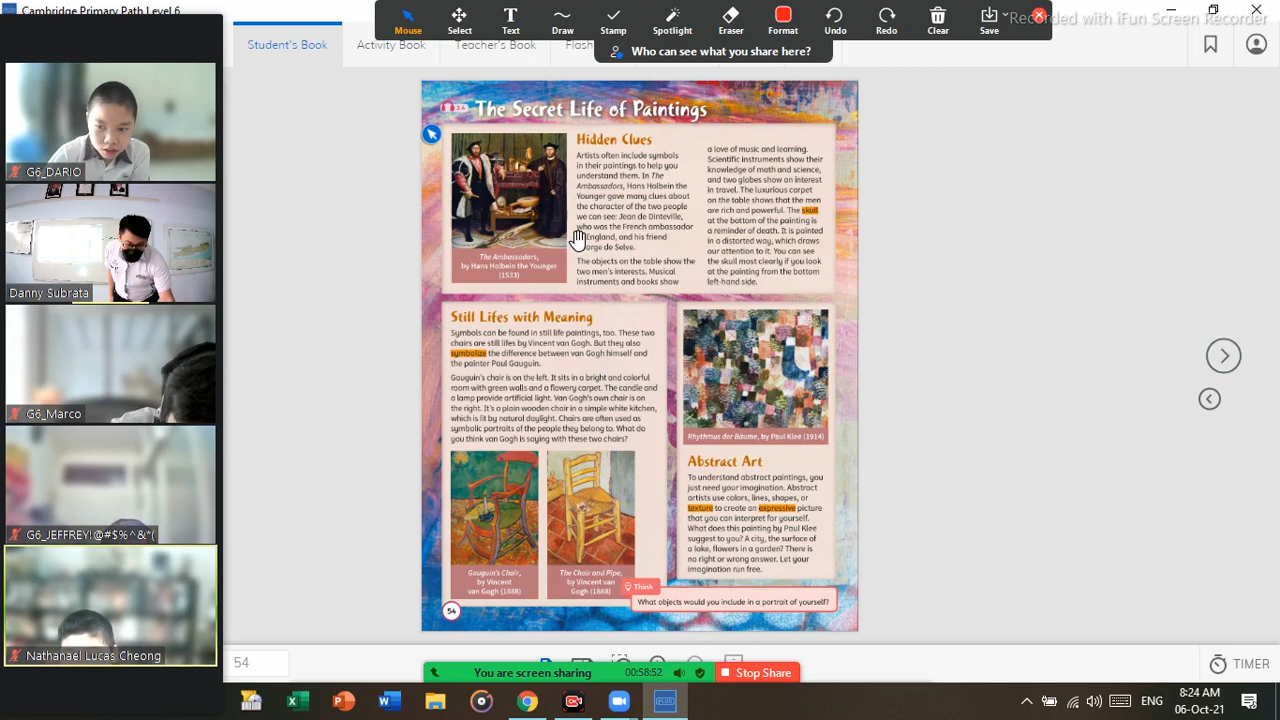 Cambridge Primary Path Level 6
Mouse
Select
Text
Draw
Stamp
Spotlight
Eraser
Format
Undo
Redo
Clear
Save
Recorded with iFun Screen Recorder
Student's Book
Activity Book
Teacher's Book
Flash
Who can see what you share here?
G6_DARIO
Danny Subrata
G6_Marco
G6_JEFFREY!@#$%^&*(
Nathanael Lucas Cheong
The Secret Life of Paintings
The Ambassadors,
by Hans Holbein the Younger
(1533)
Hidden Clues
Artists often include symbols
in their paintings to help you
understand them. In The
Ambassadors, Hans Holbein the
Younger gave many clues about
the character of the two people
we can see: Jean de Dinteville,
who was the French ambassador
England, and his friend
orge de Selve.
The objects on the table show the
two men's interests. Musical
instruments and books show
a love of music and learning.
Scientific instruments show their
knowledge of math and science,
and two globes show an interest
in travel. The luxurious carpet
on the table shows that the men
are rich and powerful. The skull
at the bottom of the painting is
a reminder of death. It is painted
in a distorted way, which draws
our attention to it. You can see
the skull most clearly if you look
at the painting from the bottom
left-hand side.
Still Lifes with Meaning
Symbols can be found in still life paintings, too. These two
chairs are still lifes by Vincent van Gogh. But they also
symbolize the difference between van Gogh himself and
the painter Paul Gauguin.
Gauguin's chair is on the left. It sits in a bright and colorful
room with green walls and a flowery carpet. The candle and
a lamp provide artificial light. Van Gogh's own chair is on
the right. It's a plain wooden chair in a simple white kitchen,
which is lit by natural daylight. Chairs are often used as
symbolic portraits of the people they belong to. What do
you think van Gogh is saying with these two chairs?
Gauguin's Chair,
by Vincent
van Gogh (1888)
The Chair and Pipe,
by Vincent van
Gogh (1888)
Rhythmus der Bäume, by Paul Klee (1914)
Abstract Art
To understand abstract paintings, you
just need your imagination. Abstract
artists use colors, lines, shapes, or
texture to create an expressive picture
that you can interpret for yourself.
What does this painting by Paul Klee
suggest to you? A city, the surface of
a lake, flowers in a garden? There is
no right or wrong answer. Let your
imagination run free.
Think
What objects would you include in a portrait of yourself?
54
54
TIMER
You are screen sharing
00:58:52
Stop Share
ENG
8:24 AM
06-Oct-21